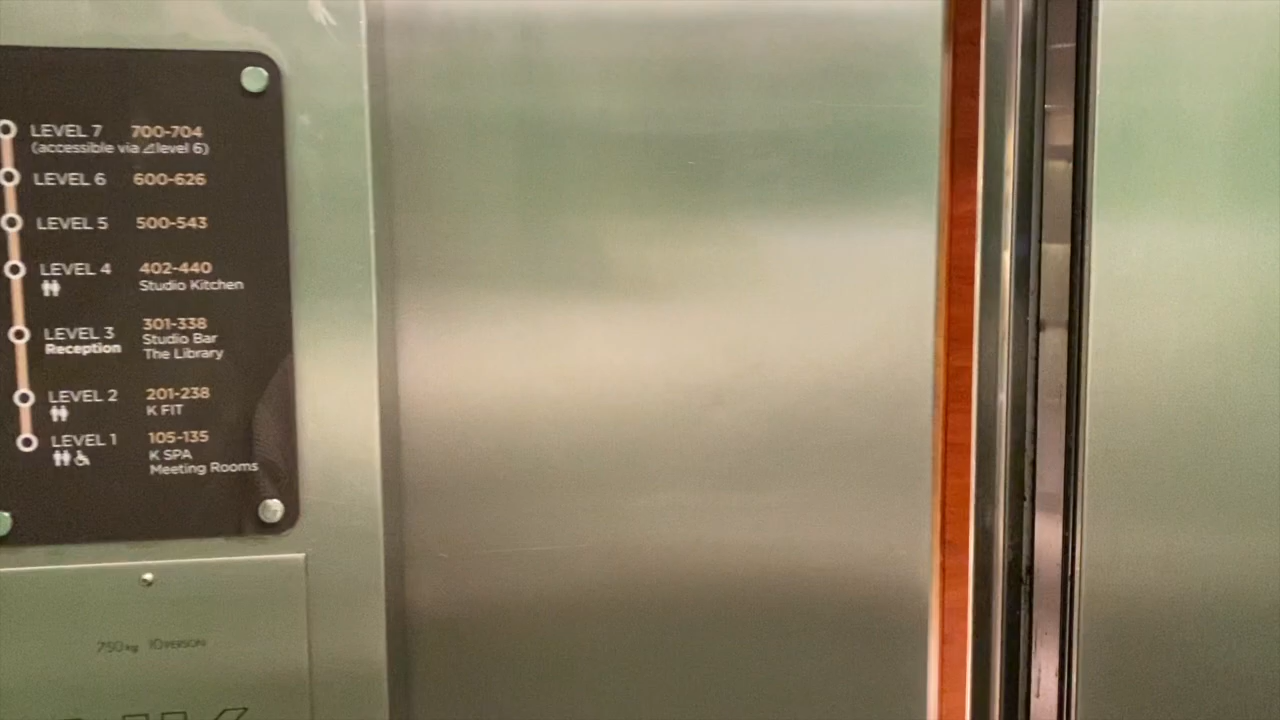 LEVEL 7 700-704
(accessible via level 6)
LEVEL 6 600-626
LEVEL 5 500-543
LEVEL 4 402-440
Studio Kitchen
LEVEL 3 301-338
Reception Studio Bar
The Library
LEVEL 2 201-238
K FIT
LEVEL 1 105-135
K SPA
Meeting Rooms
750kg 10PERSON